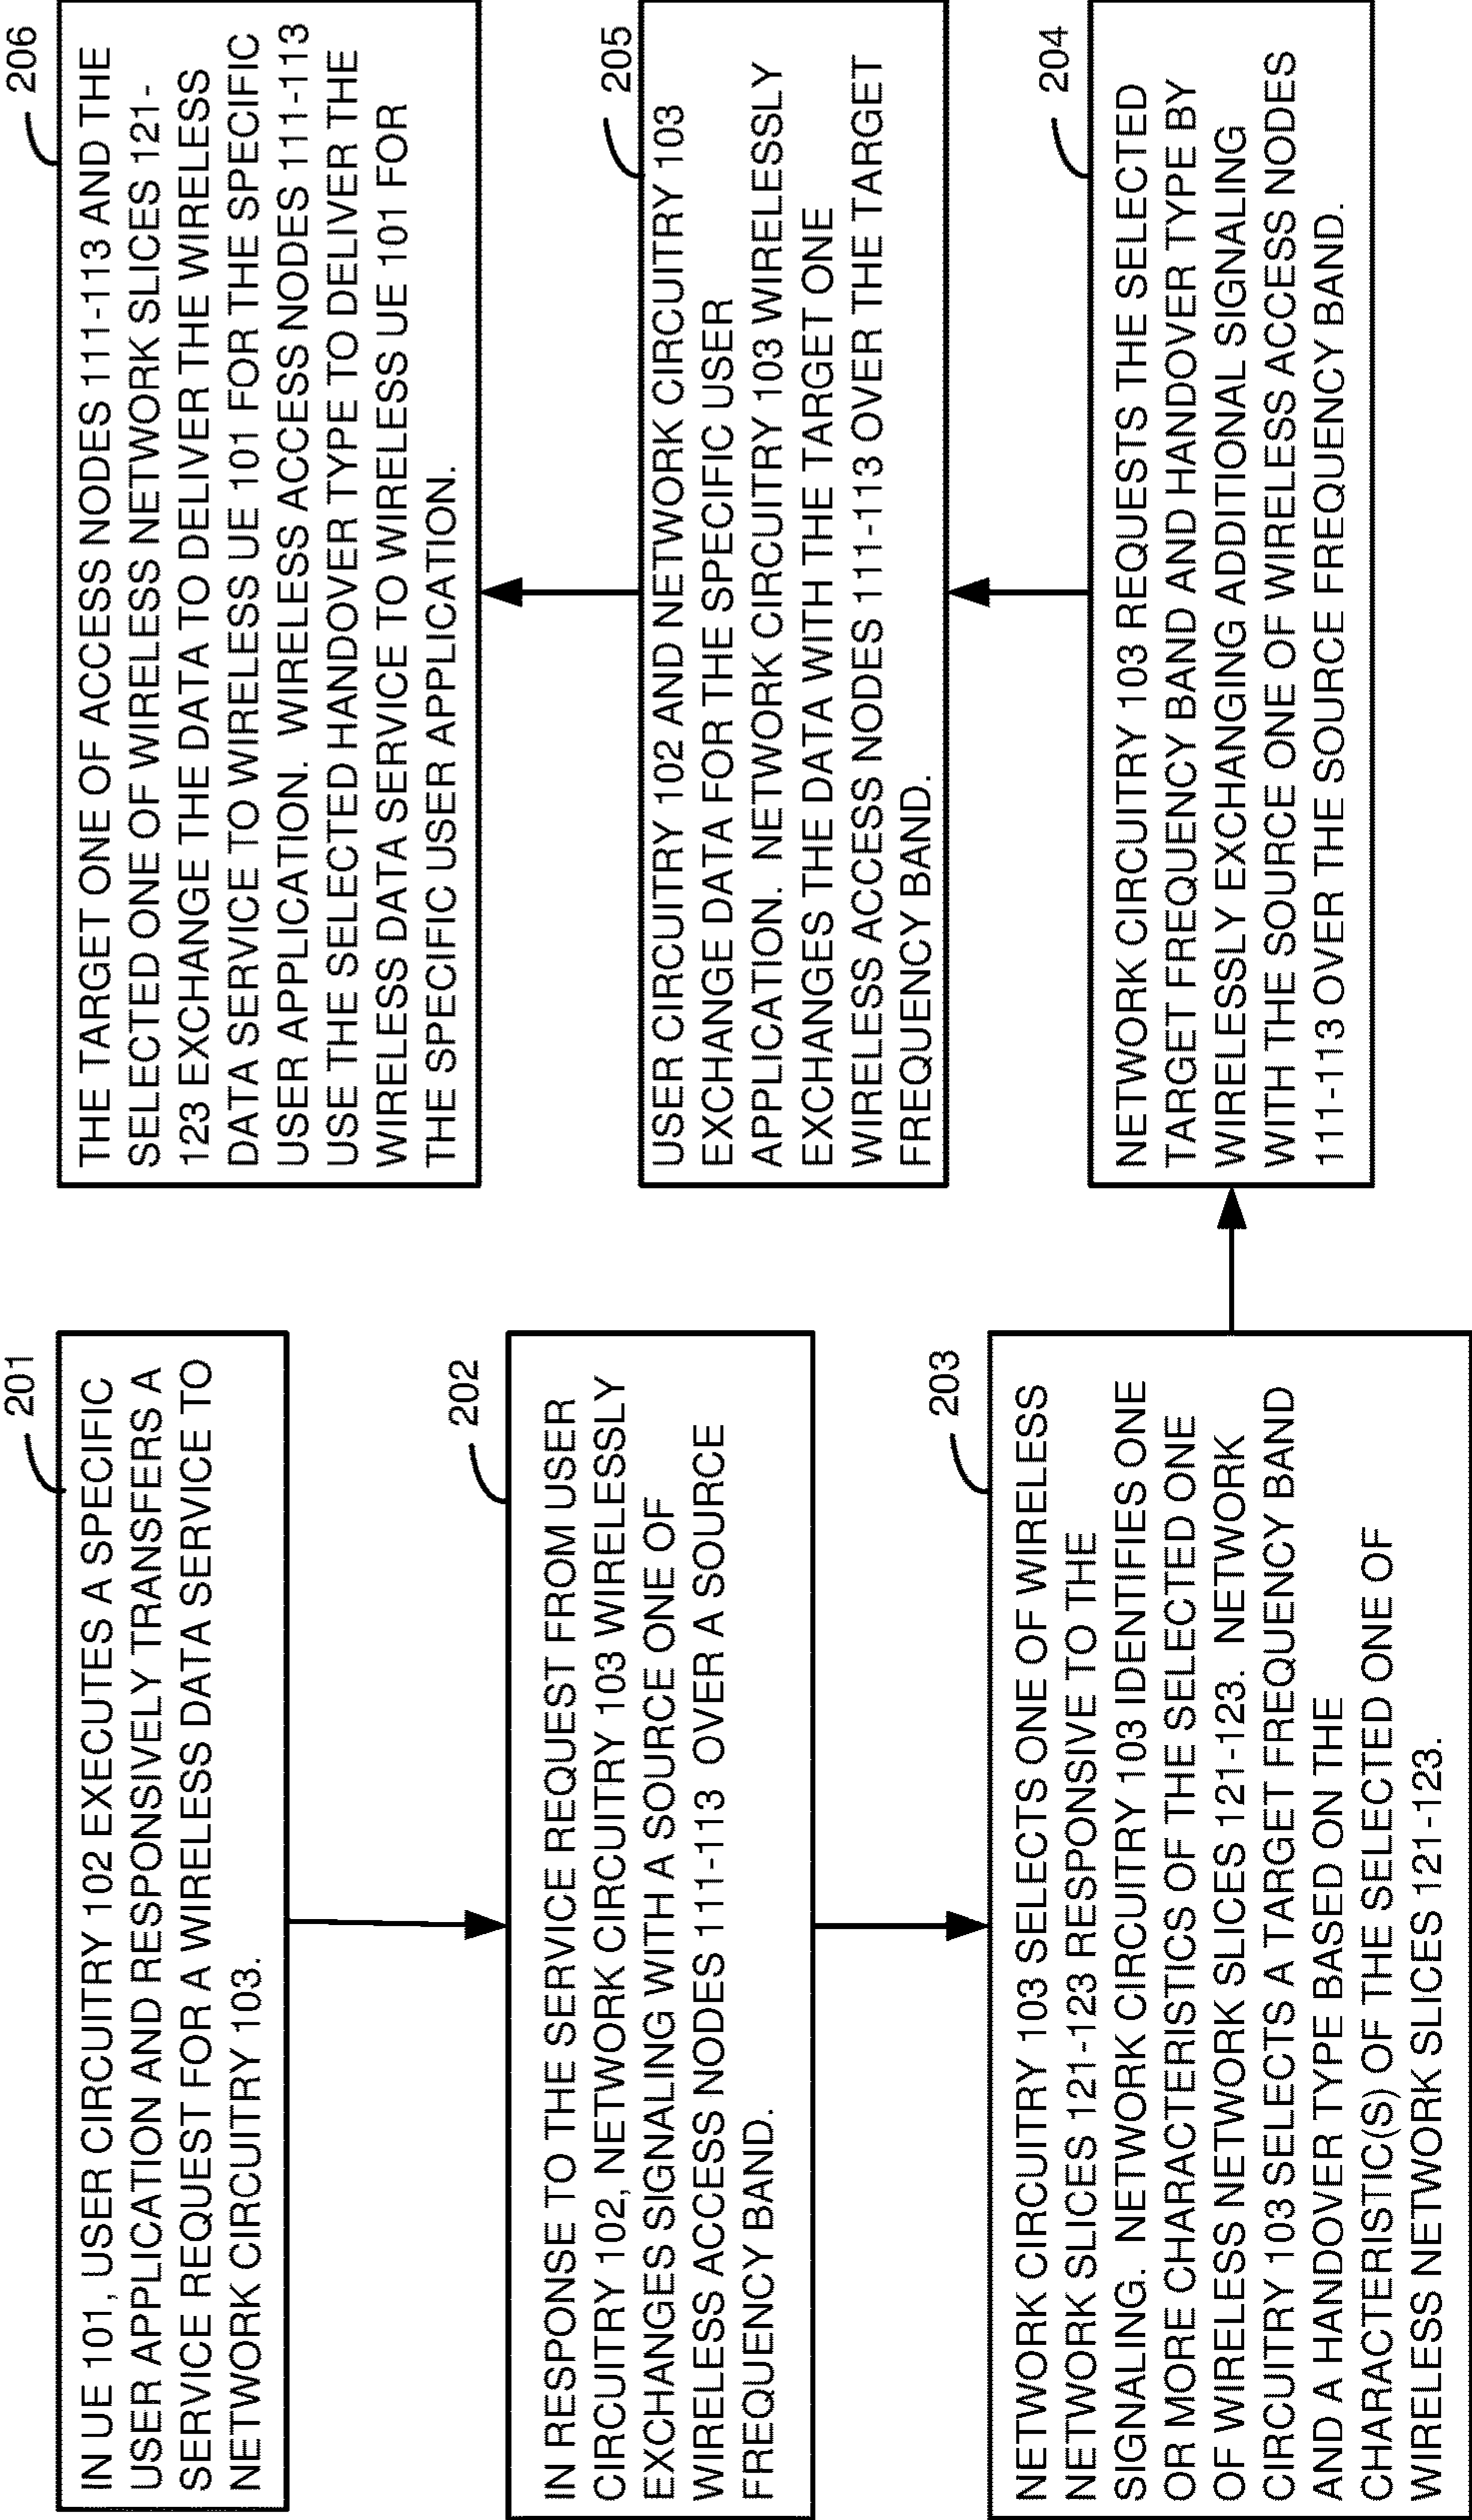 201
IN UE 101, USER CIRCUITRY 102 EXECUTES A SPECIFIC
USER APPLICATION AND RESPONSIVELY TRANSFERS A
SERVICE REQUEST FOR A WIRELESS DATA SERVICE TO
NETWORK CIRCUITRY 103.
202
IN RESPONSE TO THE SERVICE REQUEST FROM USER
CIRCUITRY 102, NETWORK CIRCUITRY 103 WIRELESSLY
EXCHANGES SIGNALING WITH A SOURCE ONE OF
WIRELESS ACCESS NODES 111-113 OVER A SOURCE
FREQUENCY BAND.
203
NETWORK CIRCUITRY 103 SELECTS ONE OF WIRELESS
NETWORK SLICES 121-123 RESPONSIVE TO THE
SIGNALING. NETWORK CIRCUITRY 103 IDENTIFIES ONE
OR MORE CHARACTERISTICS OF THE SELECTED ONE
OF WIRELESS NETWORK SLICES 121-123. NETWORK
CIRCUITRY 103 SELECTS A TARGET FREQUENCY BAND
AND A HANDOVER TYPE BASED ON THE
CHARACTERISTIC(S) OF THE SELECTED ONE OF
WIRELESS NETWORK SLICES 121-123.
204
NETWORK CIRCUITRY 103 REQUESTS THE SELECTED
TARGET FREQUENCY BAND AND HANDOVER TYPE BY
WIRELESSLY EXCHANGING ADDITIONAL SIGNALING
WITH THE SOURCE ONE OF WIRELESS ACCESS NODES
111-113 OVER THE SOURCE FREQUENCY BAND.
205
USER CIRCUITRY 102 AND NETWORK CIRCUITRY 103
EXCHANGE DATA FOR THE SPECIFIC USER
APPLICATION. NETWORK CIRCUITRY 103 WIRELESSLY
EXCHANGES THE DATA WITH THE TARGET ONE
WIRELESS ACCESS NODES 111-113 OVER THE TARGET
FREQUENCY BAND.
206
THE TARGET ONE OF ACCESS NODES 111-113 AND THE
SELECTED ONE OF WIRELESS NETWORK SLICES 121-
123 EXCHANGE THE DATA TO DELIVER THE WIRELESS
DATA SERVICE TO WIRELESS UE 101 FOR THE SPECIFIC
USER APPLICATION. WIRELESS ACCESS NODES 111-113
USE THE SELECTED HANDOVER TYPE TO DELIVER THE
WIRELESS DATA SERVICE TO WIRELESS UE 101 FOR
THE SPECIFIC USER APPLICATION.